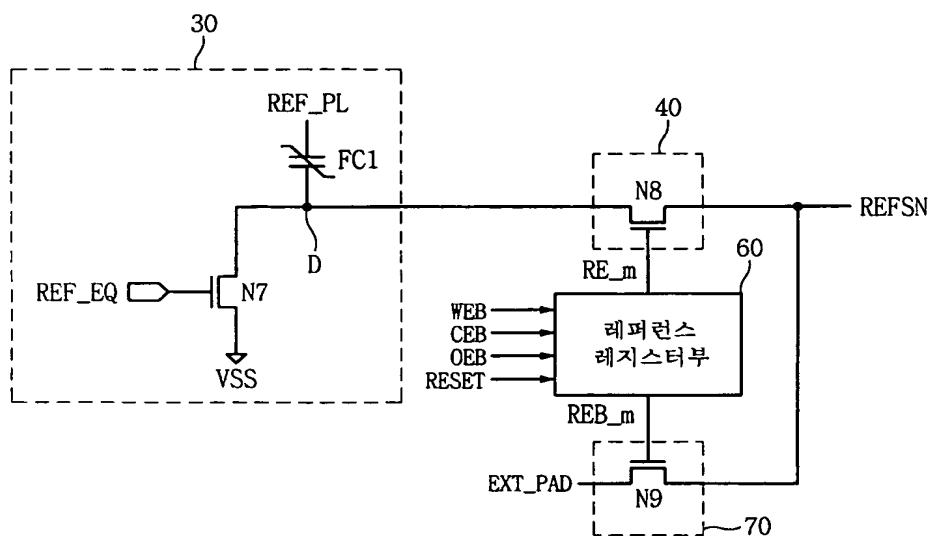 30
REF_PL
FC1
40
N8
REFSN
D
RE_m
60
REF_EQ
N7
VSS
WEB
CEB
OEB
RESET
레퍼런스
레지스터부
REB_m
EXT_PAD
N9
70